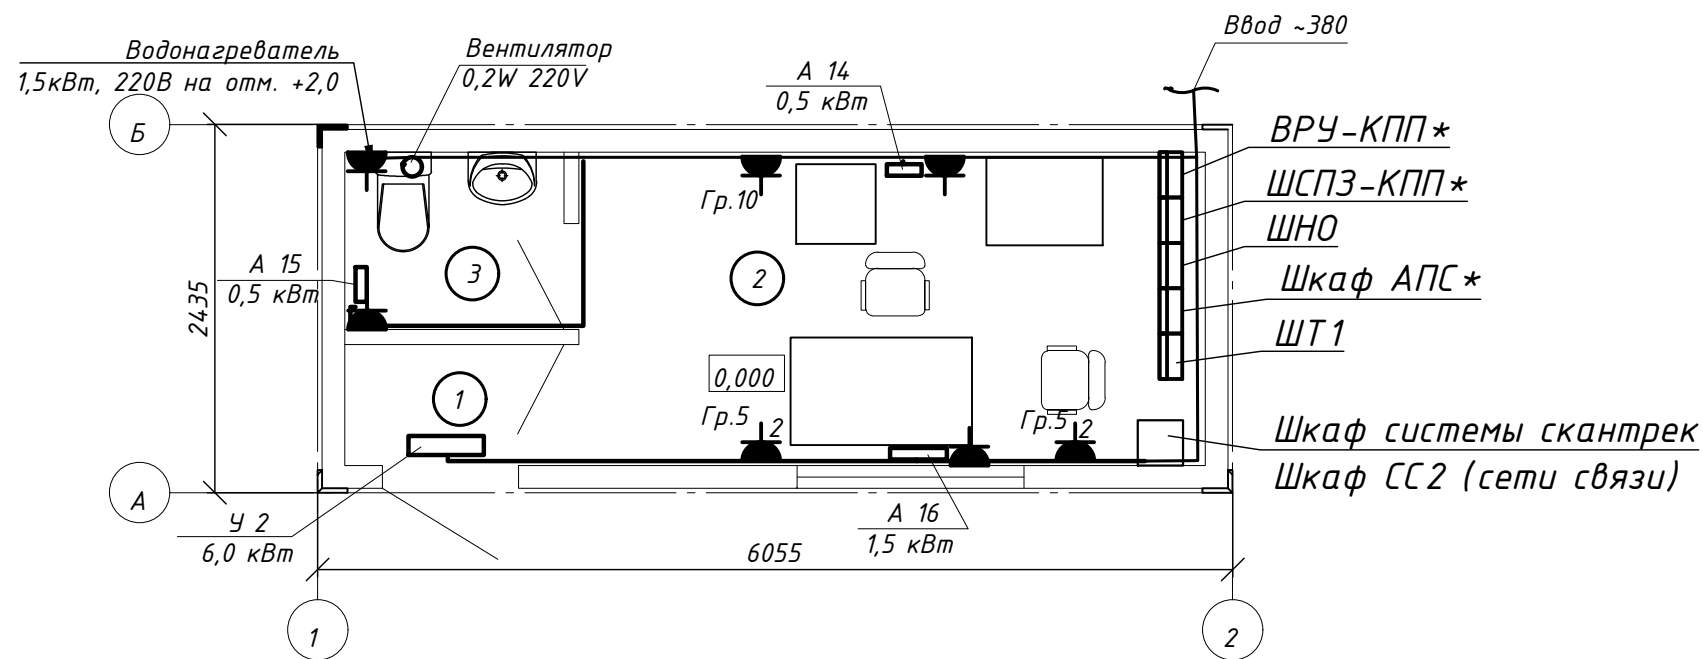 Ввод ~380
Водонагреватель
1,5кВт, 220В на отм. +2,0
Вентилятор
0,2W 220V
А 14
0,5 кВт
Б
ВРУ-КПП*
ШСПЗ-КПП*
ШНО
Шкаф АПС*
ШТ1
Гр.10
А 15
0,5 кВт
3
2
2435
0,000
1
Гр.5
2
Гр.5
2
Шкаф системы скантрек
Шкаф СС2 (сети связи)
А
У 2
6,0 кВт
А 16
1,5 кВт
6055
1
2